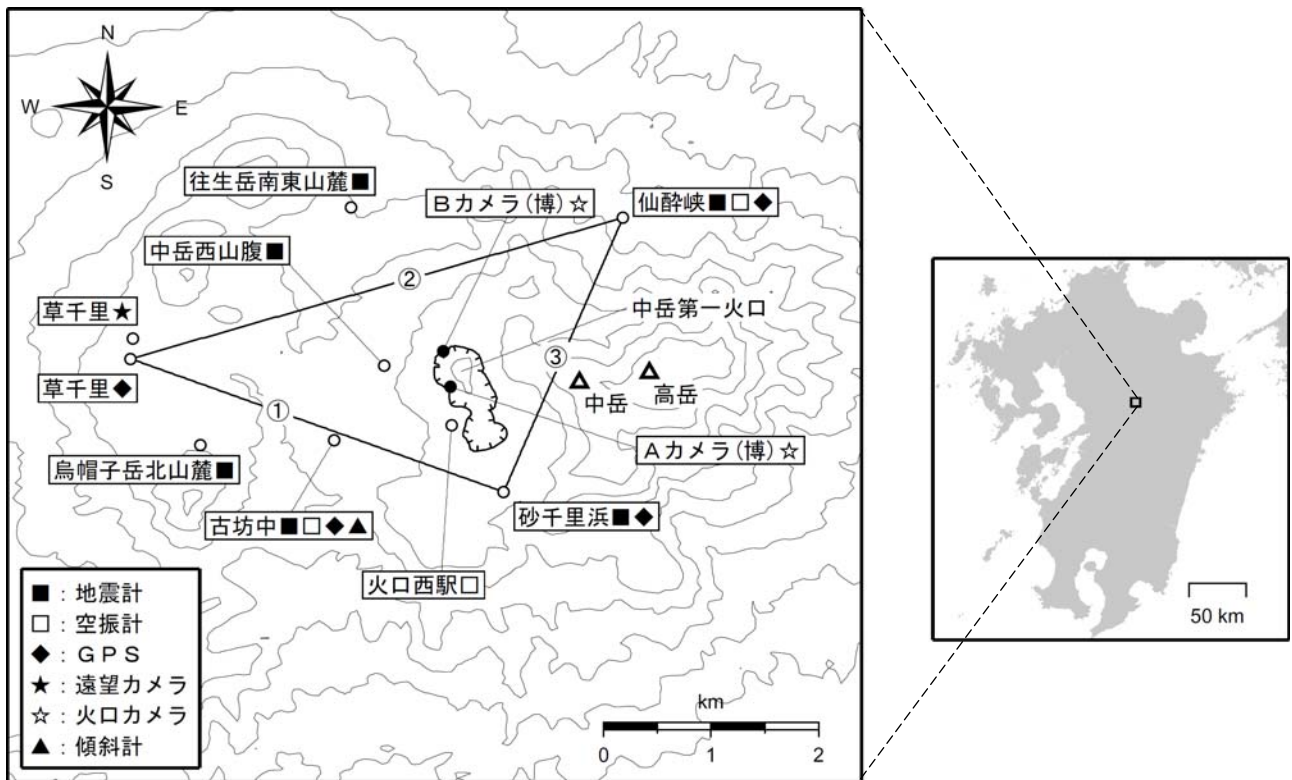 N
W
E
S
往生岳南東山麓■
Bカメラ(博)☆
仙酔峡■□◆
中岳西山腹■
②
草千里★
中岳第一火口
③
草千里◆
中岳
高岳
①
Aカメラ(博)☆
烏帽子岳北山麓■
古坊中■□◆▲
砂千里浜■◆
火口西駅□
■：地震計
□：空振計
◆：GPS
★：遠望カメラ
☆：火口カメラ
▲：傾斜計
km
0 1 2
50 km